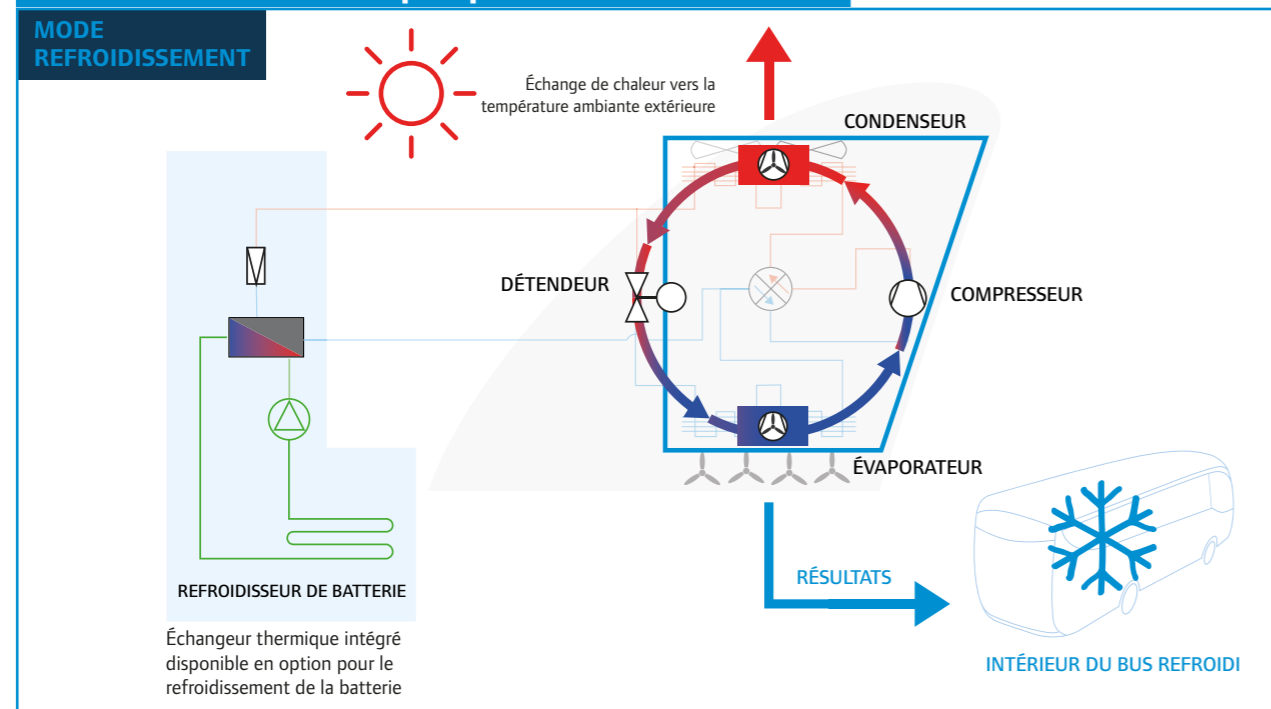 MODE
REFROIDISSEMENT
Échange de chaleur vers la
température ambiante extérieure
CONDENSEUR
DÉTENDEUR
COMPRESSEUR
ÉVAPORATEUR
RÉSULTATS
REFROIDISSEUR DE BATTERIE
Échangeur thermique intégré
disponible en option pour le
refroidissement de la batterie
INTÉRIEUR DU BUS REFROIDI